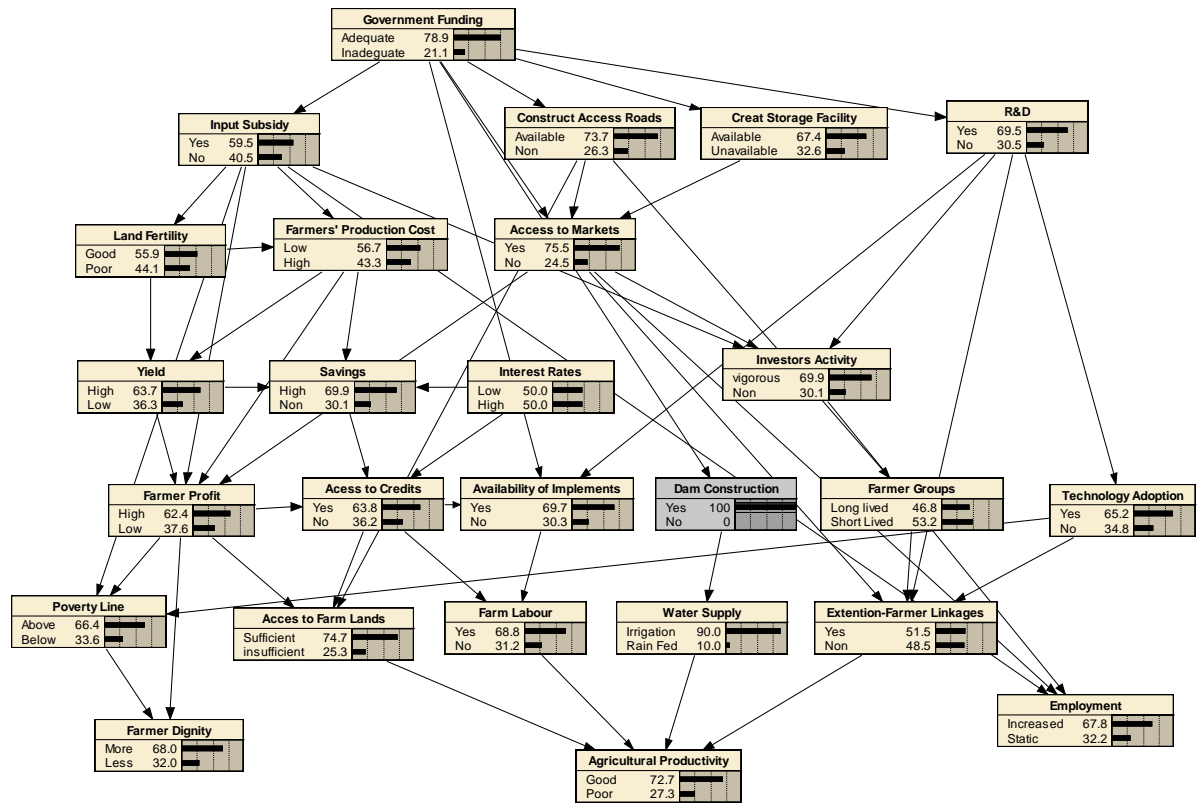 Government Funding
Adequate 78.9
Inadeguate 21.1
Input Subsidy
Yes 59.5
No 40.5
Construct Access Roads
Available 73.7
Non 26.3
Creat Storage Facility
Available 67.4
Unavailable 32.6
R&D
Yes 69.5
No 30.5
Land Fertility
Good 55.9
Poor 44.1
Farmers' Production Cost
Low 56.7
High 43.3
Access to Markets
Yes 75.5
No 24.5
Yield
High 63.7
Low 36.3
Savings
High 69.9
Non 30.1
Interest Rates
Low 50.0
High 50.0
Investors Activity
vigorous 69.9
Non 30.1
Farmer Profit
High 62.4
Low 37.6
Acess to Credits
Yes 63.8
No 36.2
Availability of Implements
Yes 69.7
No 30.3
Dam Construction
Yes 100
No 0
Farmer Groups
Long lived 46.8
Short Lived 53.2
Technology Adoption
Yes 65.2
No 34.8
Poverty Line
Above 66.4
Below 33.6
Acces to Farm Lands
Sufficient 74.7
insufficient 25.3
Farm Labour
Yes 68.8
No 31.2
Water Supply
Irrigation 90.0
Rain Fed 10.0
Extention-Farmer Linkages
Yes 51.5
Non 48.5
Farmer Dignity
More 68.0
Less 32.0
Agricultural Productivity
Good 72.7
Poor 27.3
Employment
Increased 67.8
Static 32.2